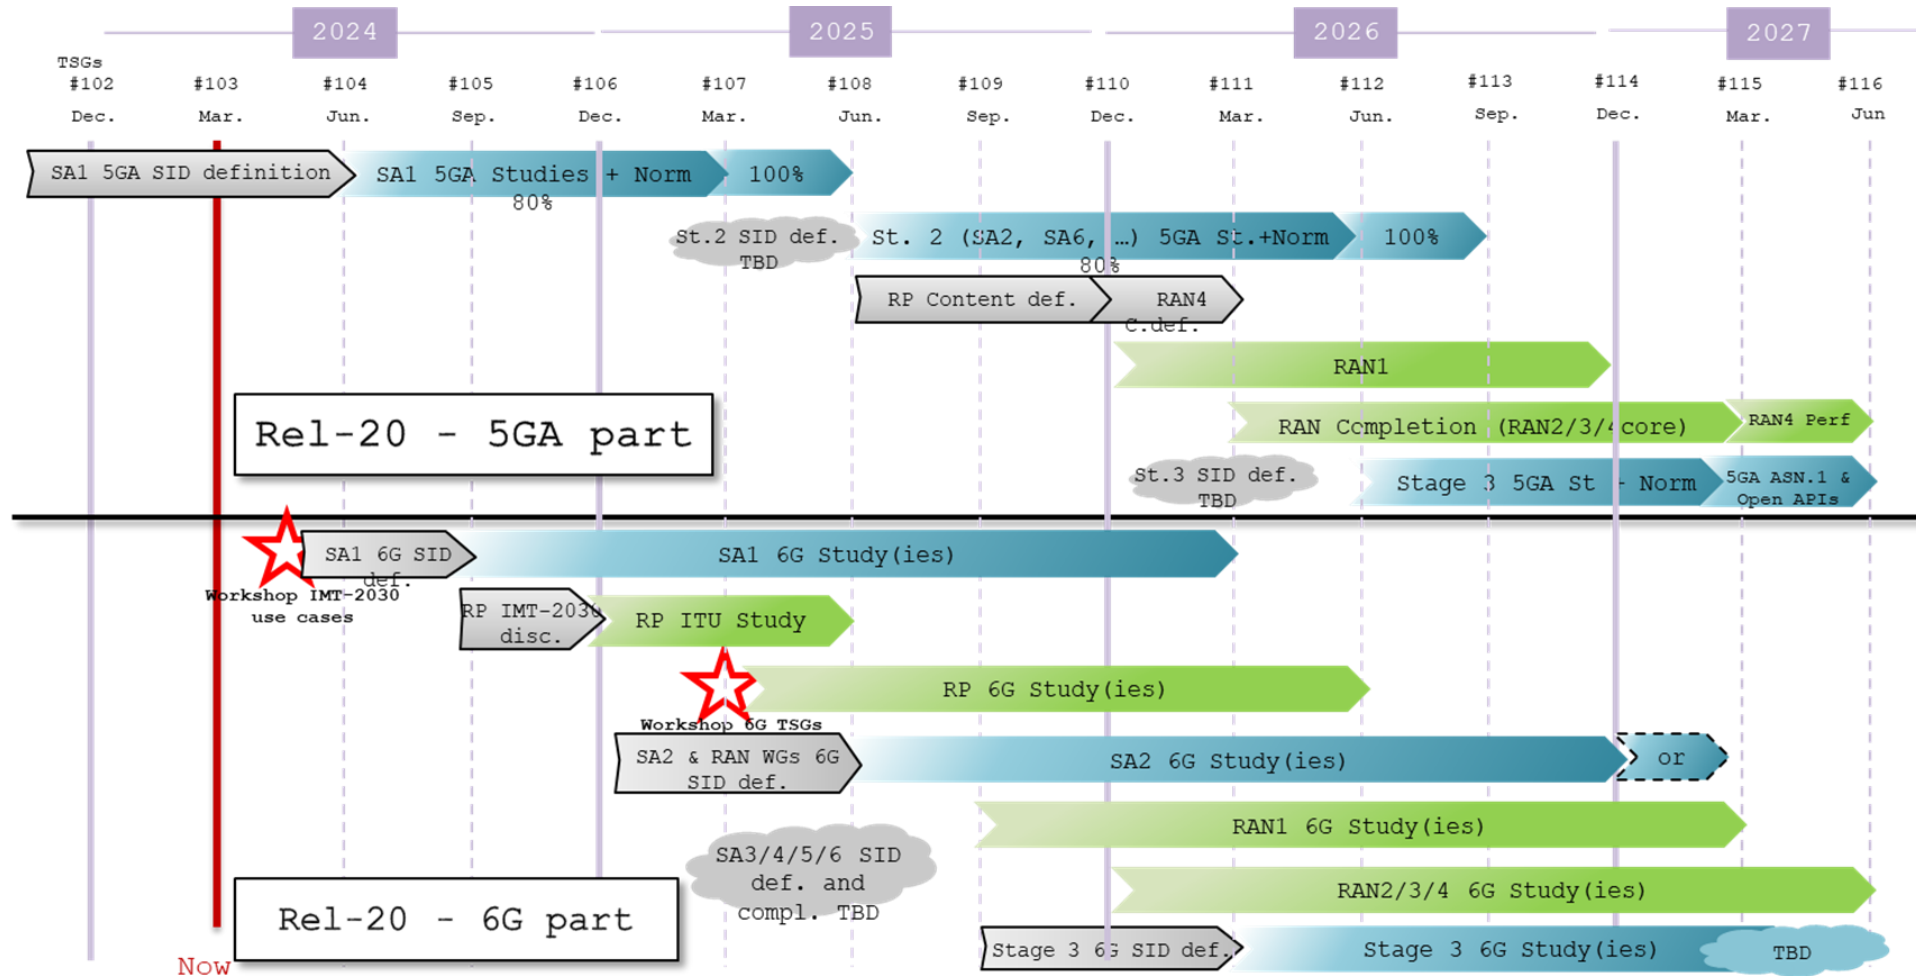 2024 2025 2026 2027
TSGs
#102 #103 #104 #105 #106 #107 #108 #109 #110 #111 #112 #113 #114 #115 #116
Dec. Mar. Jun. Sep. Dec. Mar. Jun. Sep. Dec. Mar. Jun. Sep. Dec. Mar. Jun
SA1 5GA SID definition
SA1 5GA Studies + Norm
80%
100%
St.2 SID def.
TBD
St. 2 (SA2, SA6, …) 5GA St.+Norm
80%
100%
RP Content def.
RAN4
C.def.
RAN1
Rel-20 - 5GA part
RAN Completion (RAN2/3/4core)
RAN4 Perf
St.3 SID def.
TBD
Stage 3 5GA St + Norm
5GA ASN.1 &
Open APIs
SA1 6G SID
def.
SA1 6G Study(ies)
Workshop IMT-2030
use cases
RP IMT-2030
disc.
RP ITU Study
RP 6G Study(ies)
Workshop 6G TSGs
SA2 & RAN WGs 6G
SID def.
SA2 6G Study(ies)
or
RAN1 6G Study(ies)
SA3/4/5/6 SID
def. and
compl. TBD
RAN2/3/4 6G Study(ies)
Rel-20 - 6G part
Stage 3 6G SID def.
Stage 3 6G Study(ies)
TBD
Now